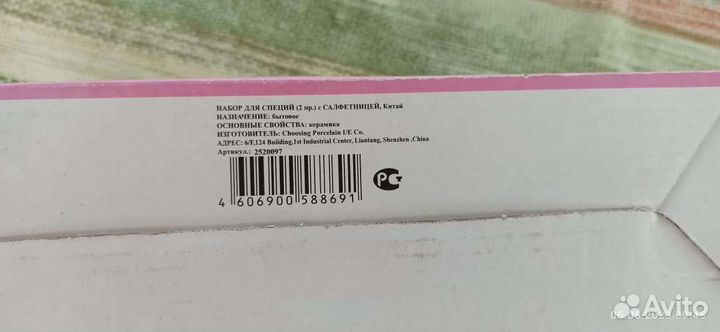 НАБОР ДЛЯ СПЕЦИЙ (2 пр.) с САЛФЕТНИЦЕЙ, Китай
НАЗНАЧЕНИЕ: бытовое
ОСНОВНЫЕ СВОЙСТВА: керамика
ИЗГОТОВИТЕЛЬ: Choosing Porcelain I/E Co.
АДРЕС: 6/F,124 Building,1st Industrial Center, Liantang, Shenzhen ,China
Артикул.: 2520097
4 606900 588691
РСТ
Avito